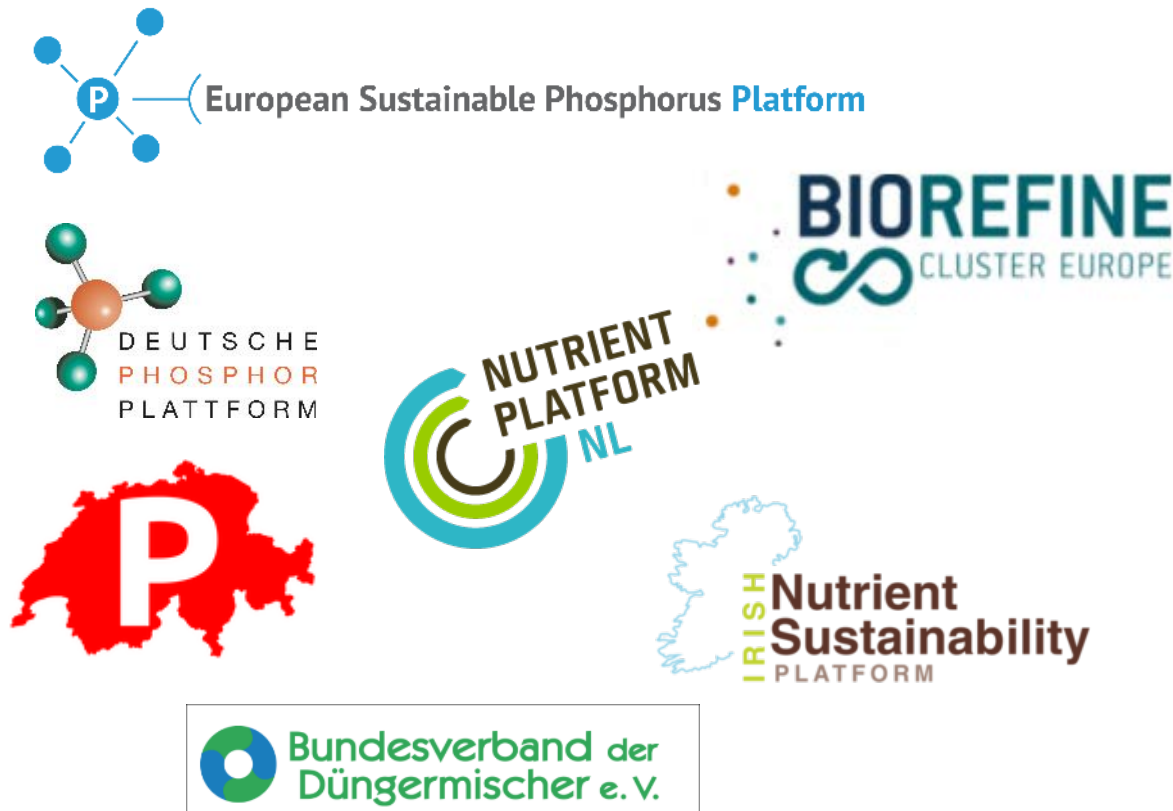 P
European Sustainable Phosphorus Platform
BIOREFINE
CLUSTER EUROPE
DEUTSCHE
PHOSPHOR
PLATTFORM
NUTRIENT
PLATFORM
NL
P
IRISH
Nutrient
Sustainability
PLATFORM
Bundesverband der
Düngermischer e. V.